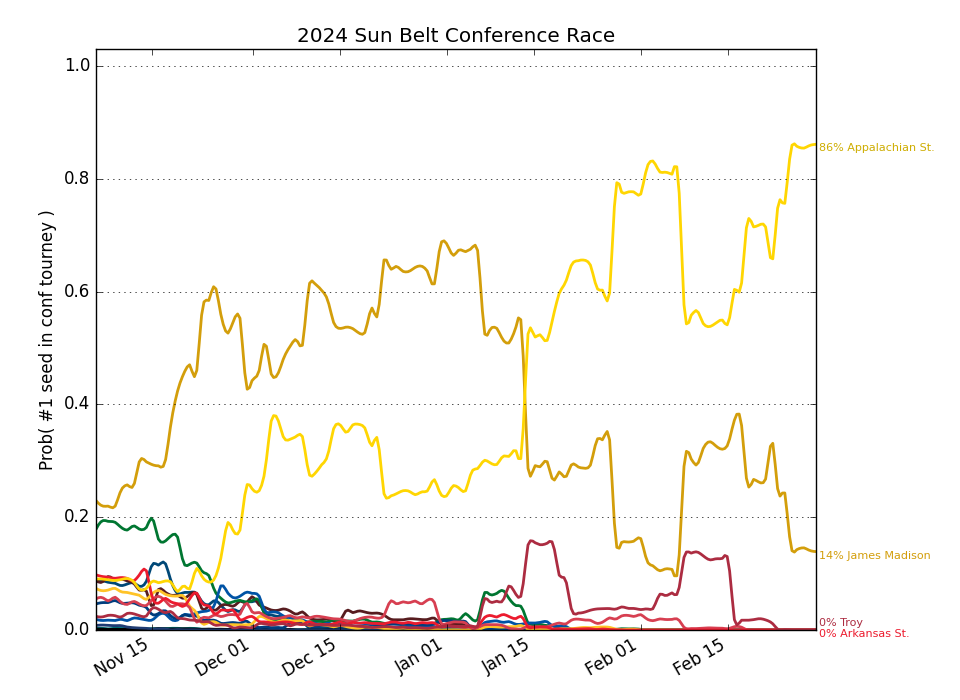 2024 Sun Belt Conference Race
Prob( #1 seed in conf tourney )
1.0
0.8
0.6
0.4
0.2
0.0
86% Appalachian St.
14% James Madison
0% Troy
0% Arkansas St.
Nov 15
Dec 01
Dec 15
Jan 01
Jan 15
Feb 01
Feb 15